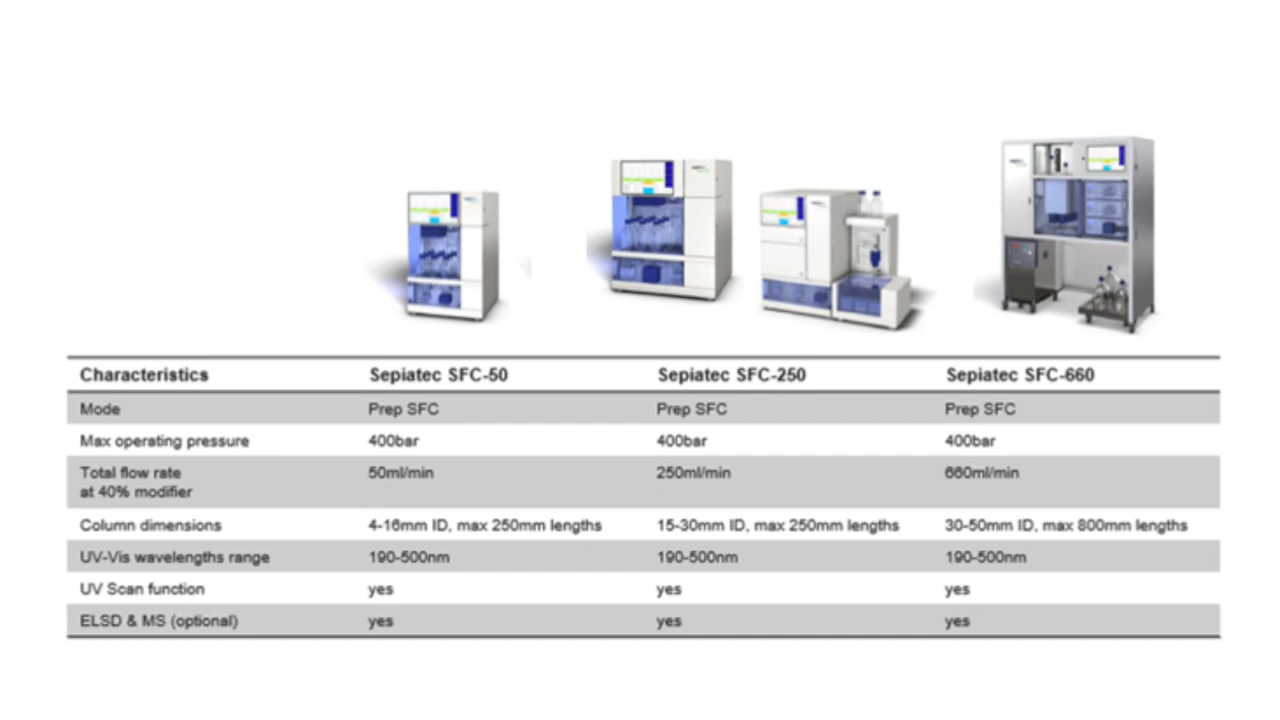 Characteristics Sepiatec SFC-50 Sepiatec SFC-250 Sepiatec SFC-660
Mode Prep SFC Prep SFC Prep SFC
Max operating pressure 400bar 400bar 400bar
Total flow rate 50ml/min 250ml/min 660ml/min
at 40% modifier
Column dimensions 4-16mm ID, max 250mm lengths 15-30mm ID, max 250mm lengths 30-50mm ID, max 800mm lengths
UV-Vis wavelengths range 190-500nm 190-500nm 190-500nm
UV Scan function yes yes yes
ELSD & MS (optional) yes yes yes